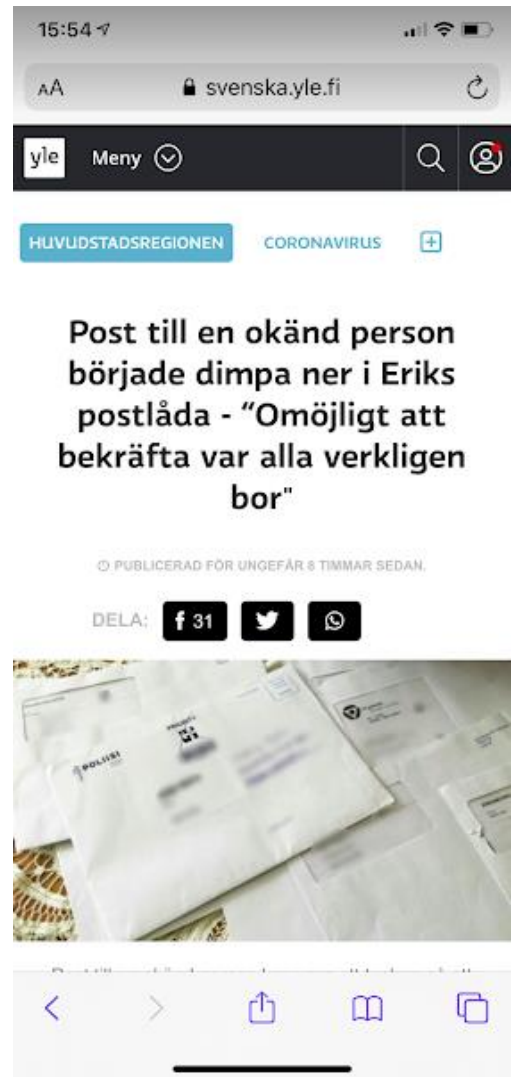 15:54
AA svenska.yle.fi
yle Meny
HUVUDSTADSREGIONEN CORONAVIRUS
Post till en okänd person
började dimpa ner i Eriks
postlåda - “Omöjligt att
bekräfta var alla verkligen
bor"
PUBLICERAD FÖR UNGEFÄR 8 TIMMAR SEDAN.
DELA: f 31
POLIISI